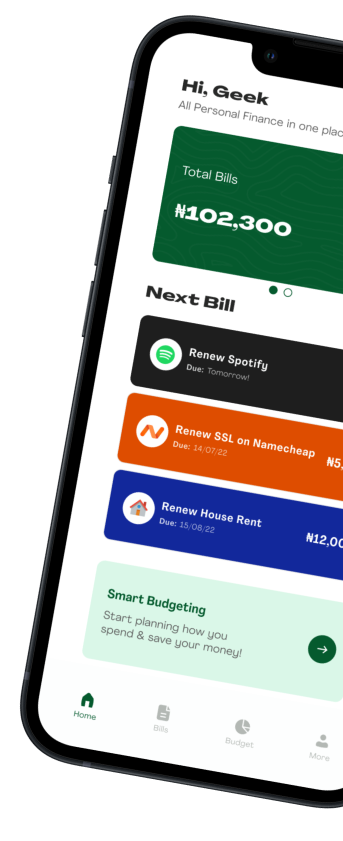 Hi, Geek
All Personal Finance in one plac
Total Bills
₦102,300
Next Bill
Renew Spotify
Due: Tomorrow!
Renew SSL on Namecheap
Due: 14/07/22
₦5,
Renew House Rent
Due: 15/08/22
₦12,00
Smart Budgeting
Start planning how you
spend & save your money!
Home
Bills
Budget
More